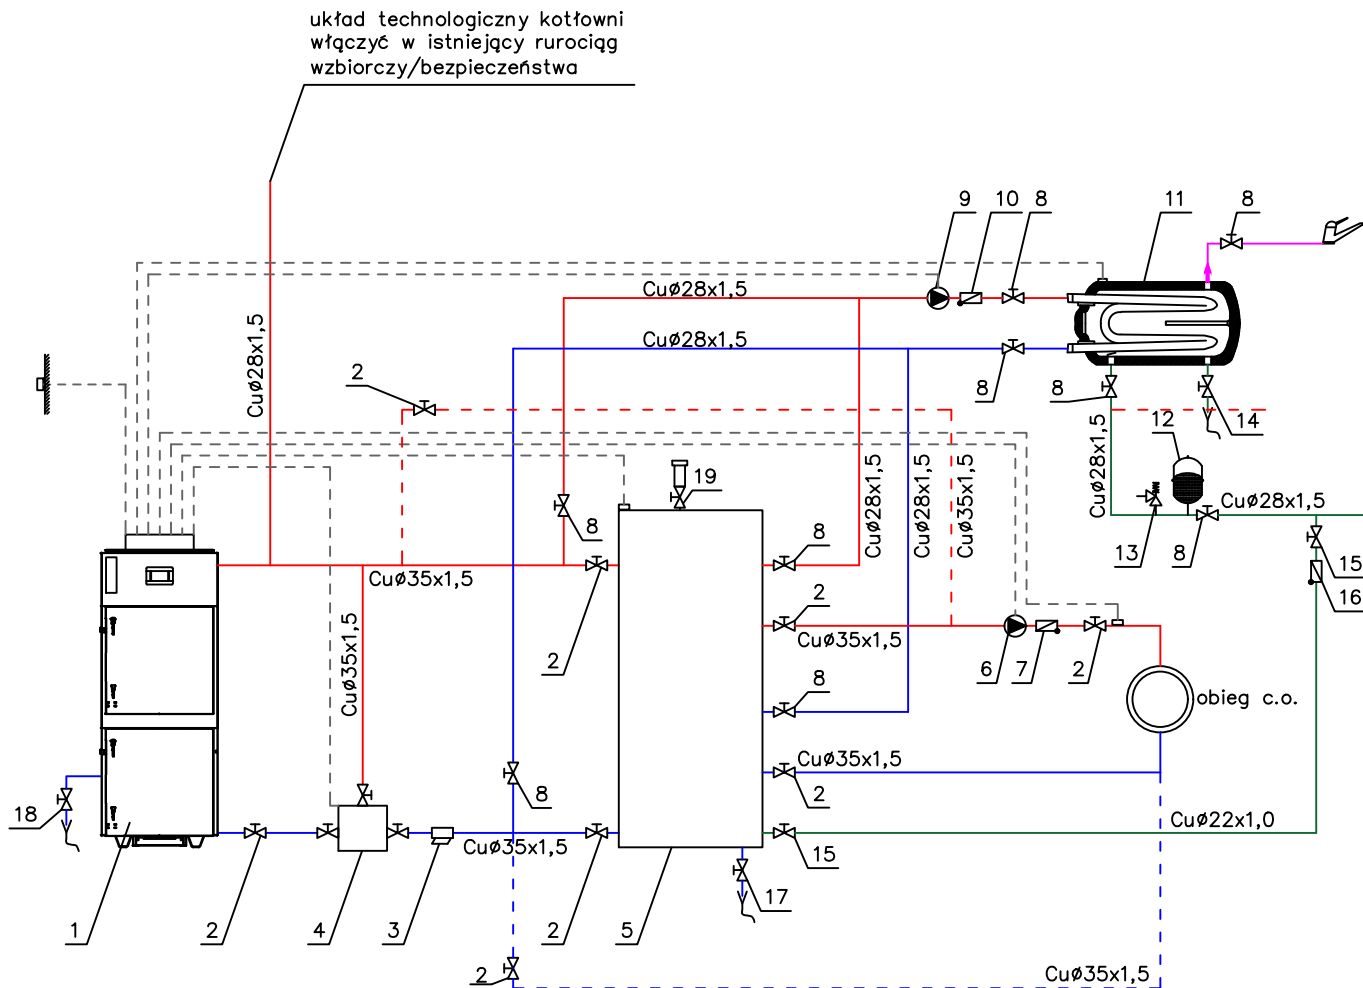 układ technologiczny kotłowni
włączyć w istniejący rurociąg
wzbiorczy/bezpieczeństwa
9
10
8
11
8
Cuø28x1,5
Cuø28x1,5
Cuø28x1,5
2
8
8
14
12
Cuø28x1,5
Cuø28x1,5
19
8
8
Cuø28x1,5
Cuø28x1,5
Cuø35x1,5
13
8
15
16
Cuø35x1,5
2
Cuø35x1,5
Cuø35x1,5
2
6
7
2
8
obieg c.o.
Cuø35x1,5
2
8
18
Cuø35x1,5
Cuø22x1,0
15
17
1
2
4
3
2
5
2
Cuø35x1,5